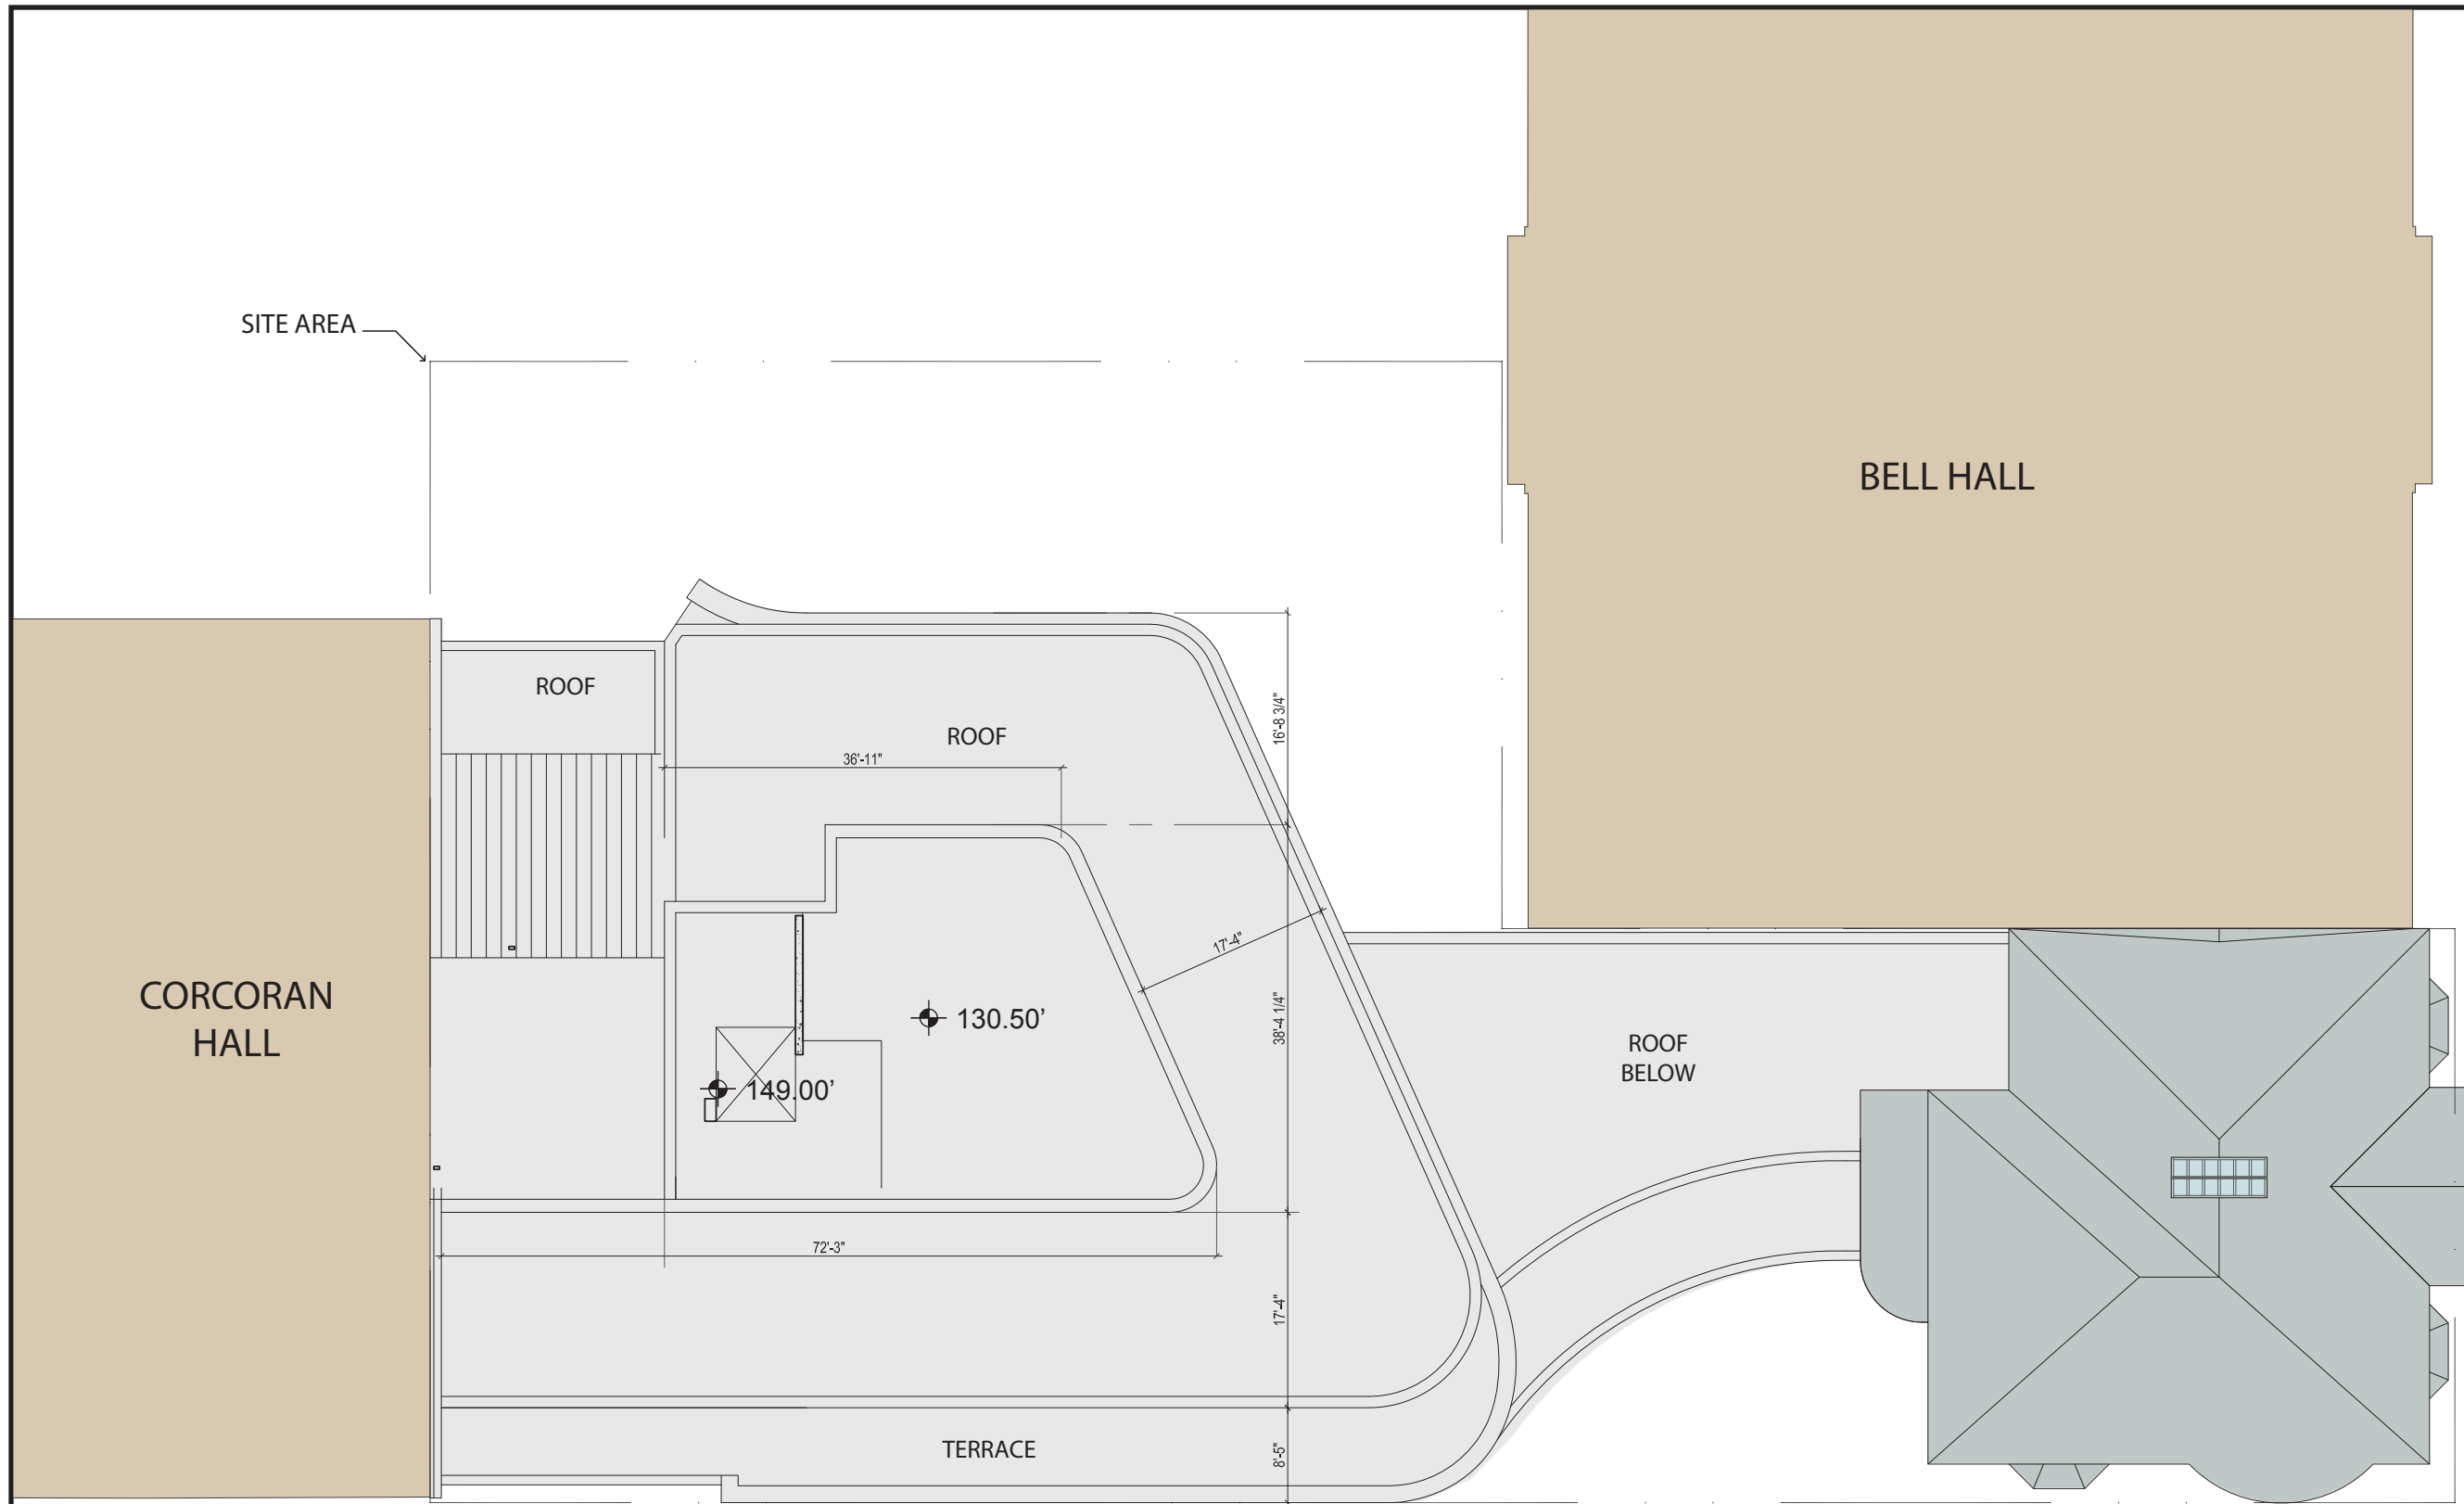 SITE AREA
BELL HALL
ROOF
16'-8 3/4"
ROOF
36'-11"
17'-4"
CORCORAN
HALL
130.50’
38'-4 1/4"
ROOF
BELOW
149.00’
72'-3"
17'-4"
TERRACE
8'-5"